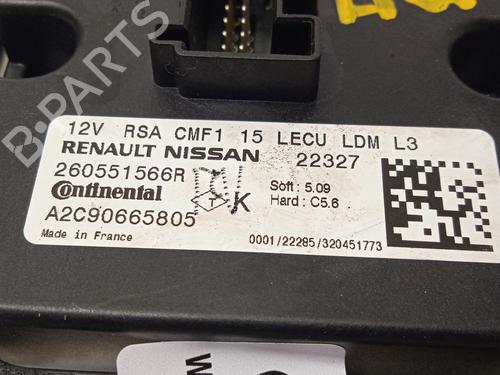 12V RSA CMF1 15 LECU LDM L3
RENAULT NISSAN 22327
260551566R
Soft : 5.09
Continental
K
Hard : C5.6
A2C90665805
Made in France
0001/22285/320451773
B-PARTS